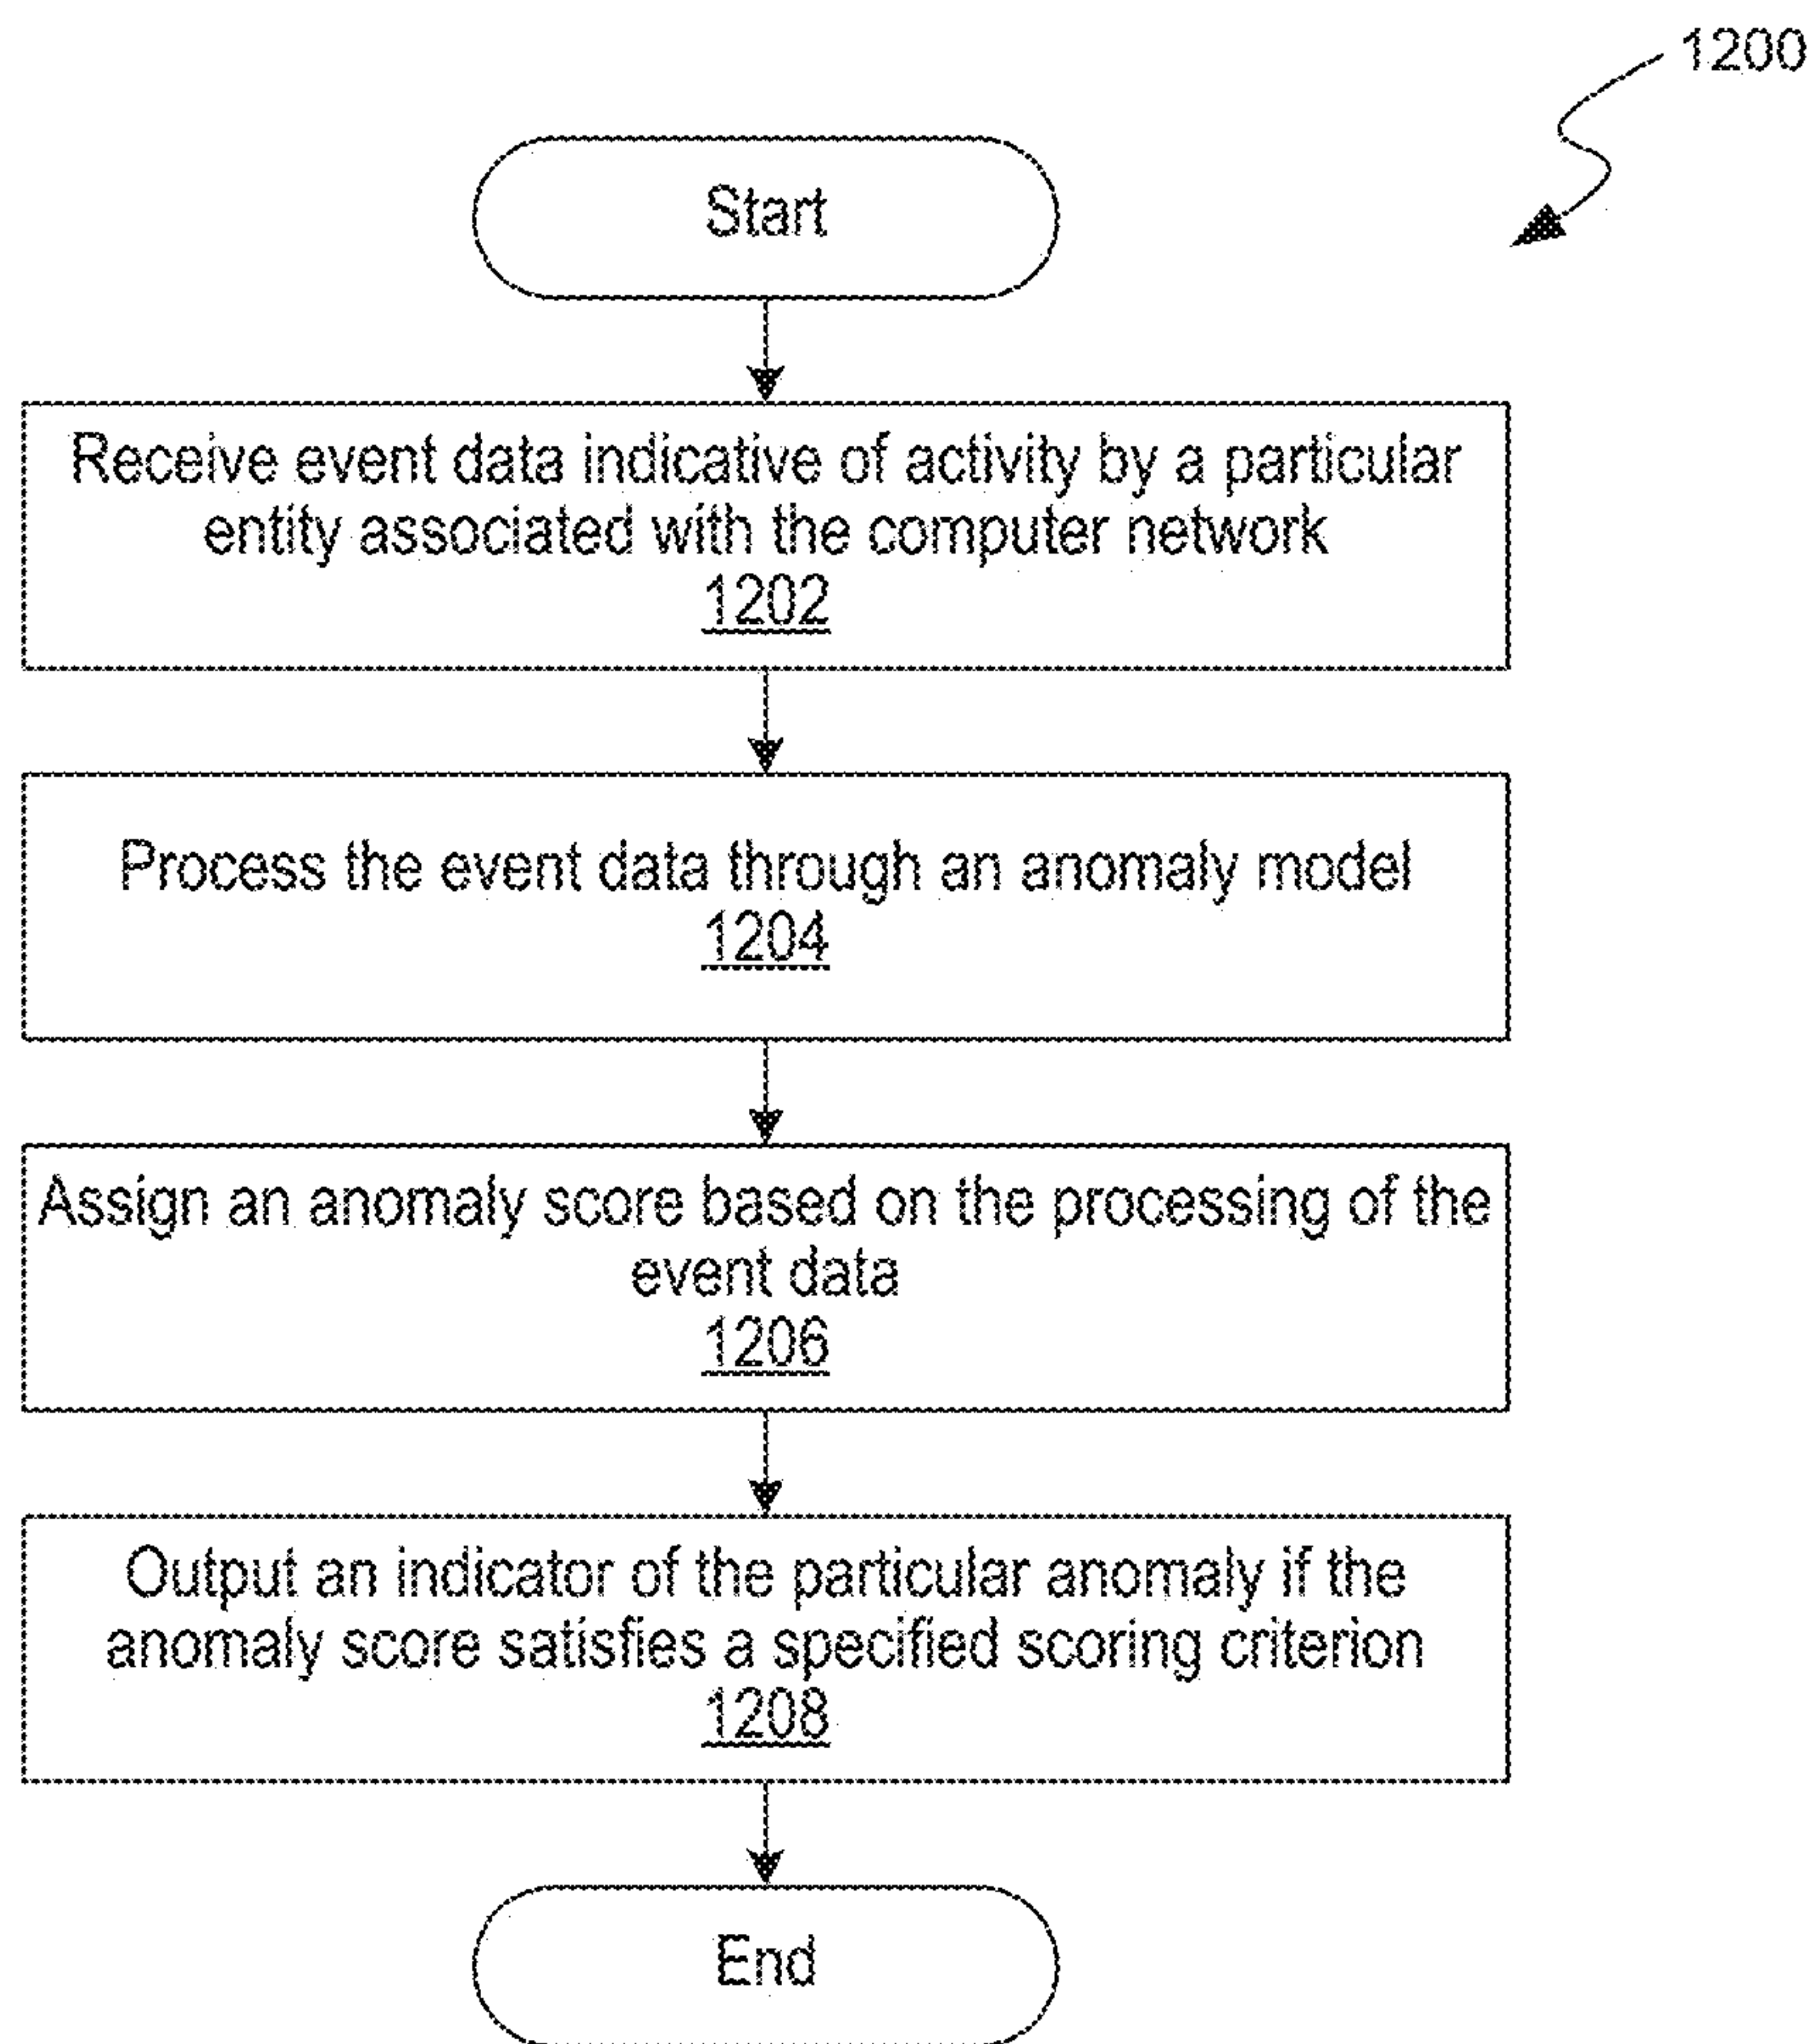 1200
Start
Receive event data indicative of activity by a particular
entity associated with the computer network
1202
Process the event data through an anomaly model
1204
Assign an anomaly score based on the processing of the
event data
1206
Output an indicator of the particular anomaly if the
anomaly score satisfies a specified scoring criterion
1208
End